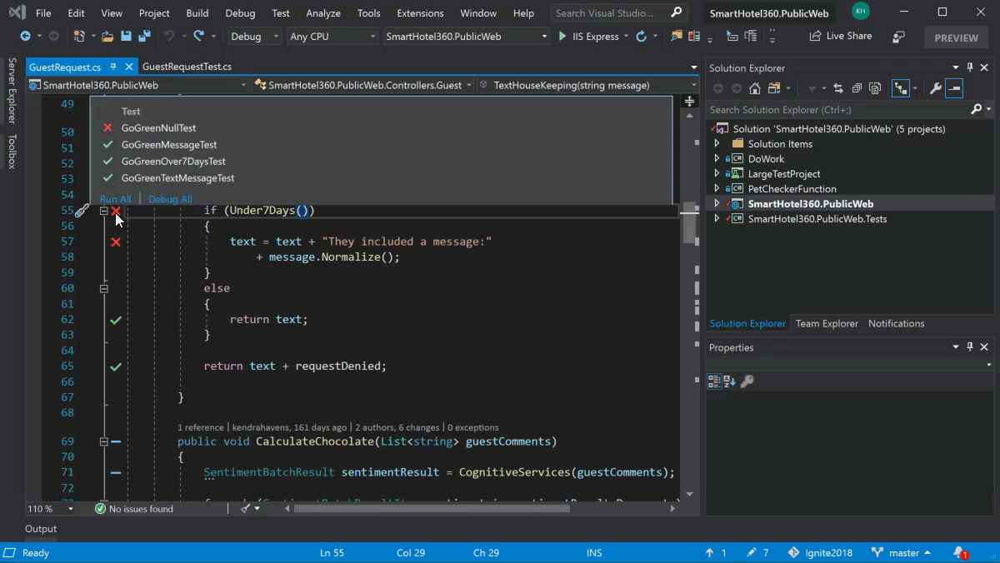 File Edit View Project Build Debug Test Analyze Tools Extensions Window Help Search Visual Studio... SmartHotel360.PublicWeb KH
Debug Any CPU SmartHotel360.PublicWeb IIS Express Live Share PREVIEW
Server Explorer
Toolbox
GuestRequest.cs GuestRequestTest.cs
SmartHotel360.PublicWeb SmartHotel360.PublicWeb.Controllers.Guest TextHouseKeeping(string message)
49
Test
50 GoGreenNullTest
51 GoGreenMessageTest
52 GoGreenOver7DaysTest
53 GoGreenTextMessageTest
54 Run All | Debug All
55 if (Under7Days())
56 {
57 text = text + "They included a message:"
58 + message.Normalize();
59 }
60 else
61 {
62 return text;
63 }
64
65 return text + requestDenied;
66
67 }
68
1 reference | kendrahavens, 161 days ago | 2 authors, 6 changes | 0 exceptions
69 public void CalculateChocolate(List<string> guestComments)
70 {
71 SentimentBatchResult sentimentResult = CognitiveServices(guestComments);
72
110 % No issues found
Solution Explorer
Search Solution Explorer (Ctrl+;)
Solution 'SmartHotel360.PublicWeb' (5 projects)
Solution Items
C# DoWork
LargeTestProject
C# PetCheckerFunction
SmartHotel360.PublicWeb
C# SmartHotel360.PublicWeb.Tests
Solution Explorer Team Explorer Notifications
Properties
Output
Ready Ln 55 Col 29 Ch 29 INS 1 7 Ignite2018 master 1